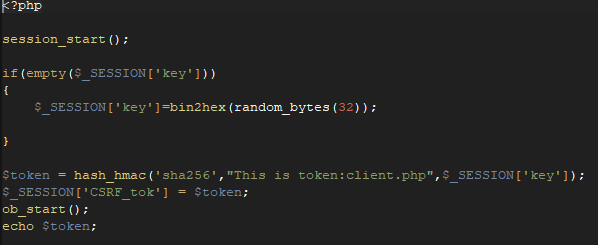 <?php
session_start();
if(empty($_SESSION['key']))
{
$_SESSION['key']=bin2hex(random_bytes(32));
}
$token = hash_hmac('sha256',"This is token:client.php",$_SESSION['key']);
$_SESSION['CSRF_tok'] = $token;
ob_start();
echo $token;